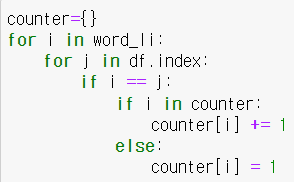 counter={}
for i in word_li:
    for j in df.index:
        if i == j:
            if i in counter:
                counter[i] += 1
            else:
                counter[i] = 1